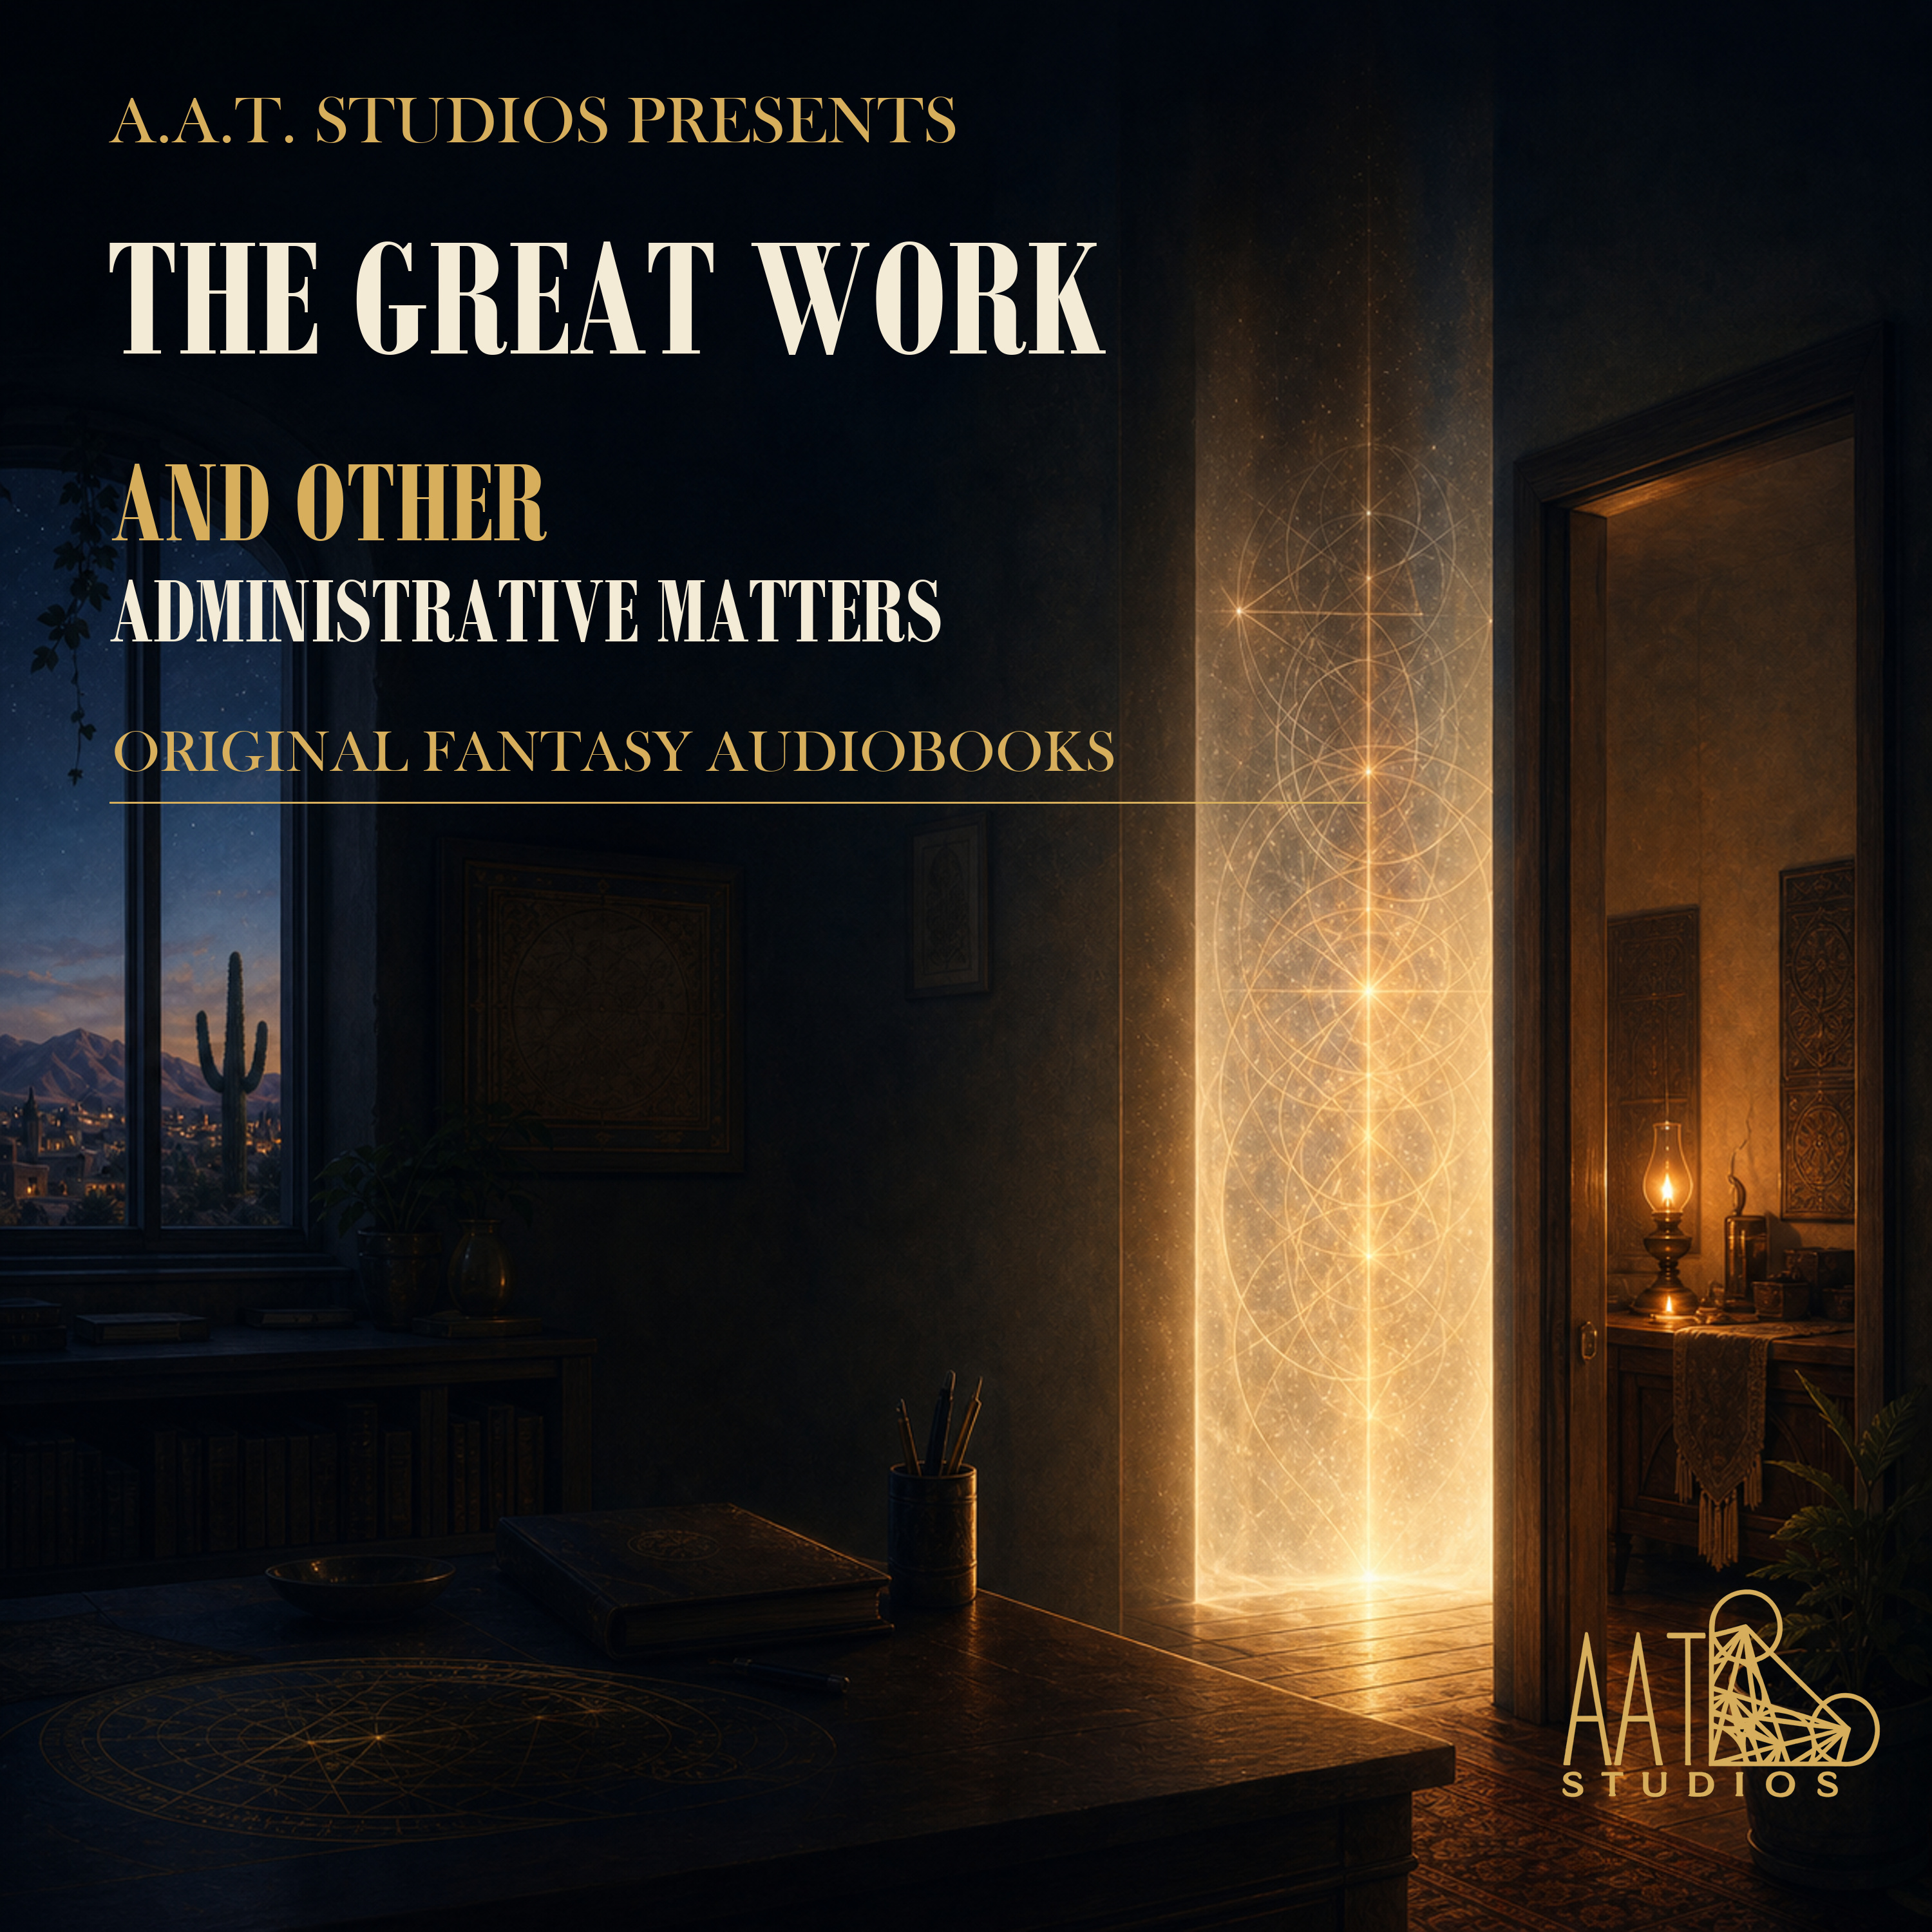 A.A.T. STUDIOS PRESENTS
THE GREAT WORK
AND OTHER
ADMINISTRATIVE MATTERS
ORIGINAL FANTASY AUDIOBOOKS
AAT
STUDIOS